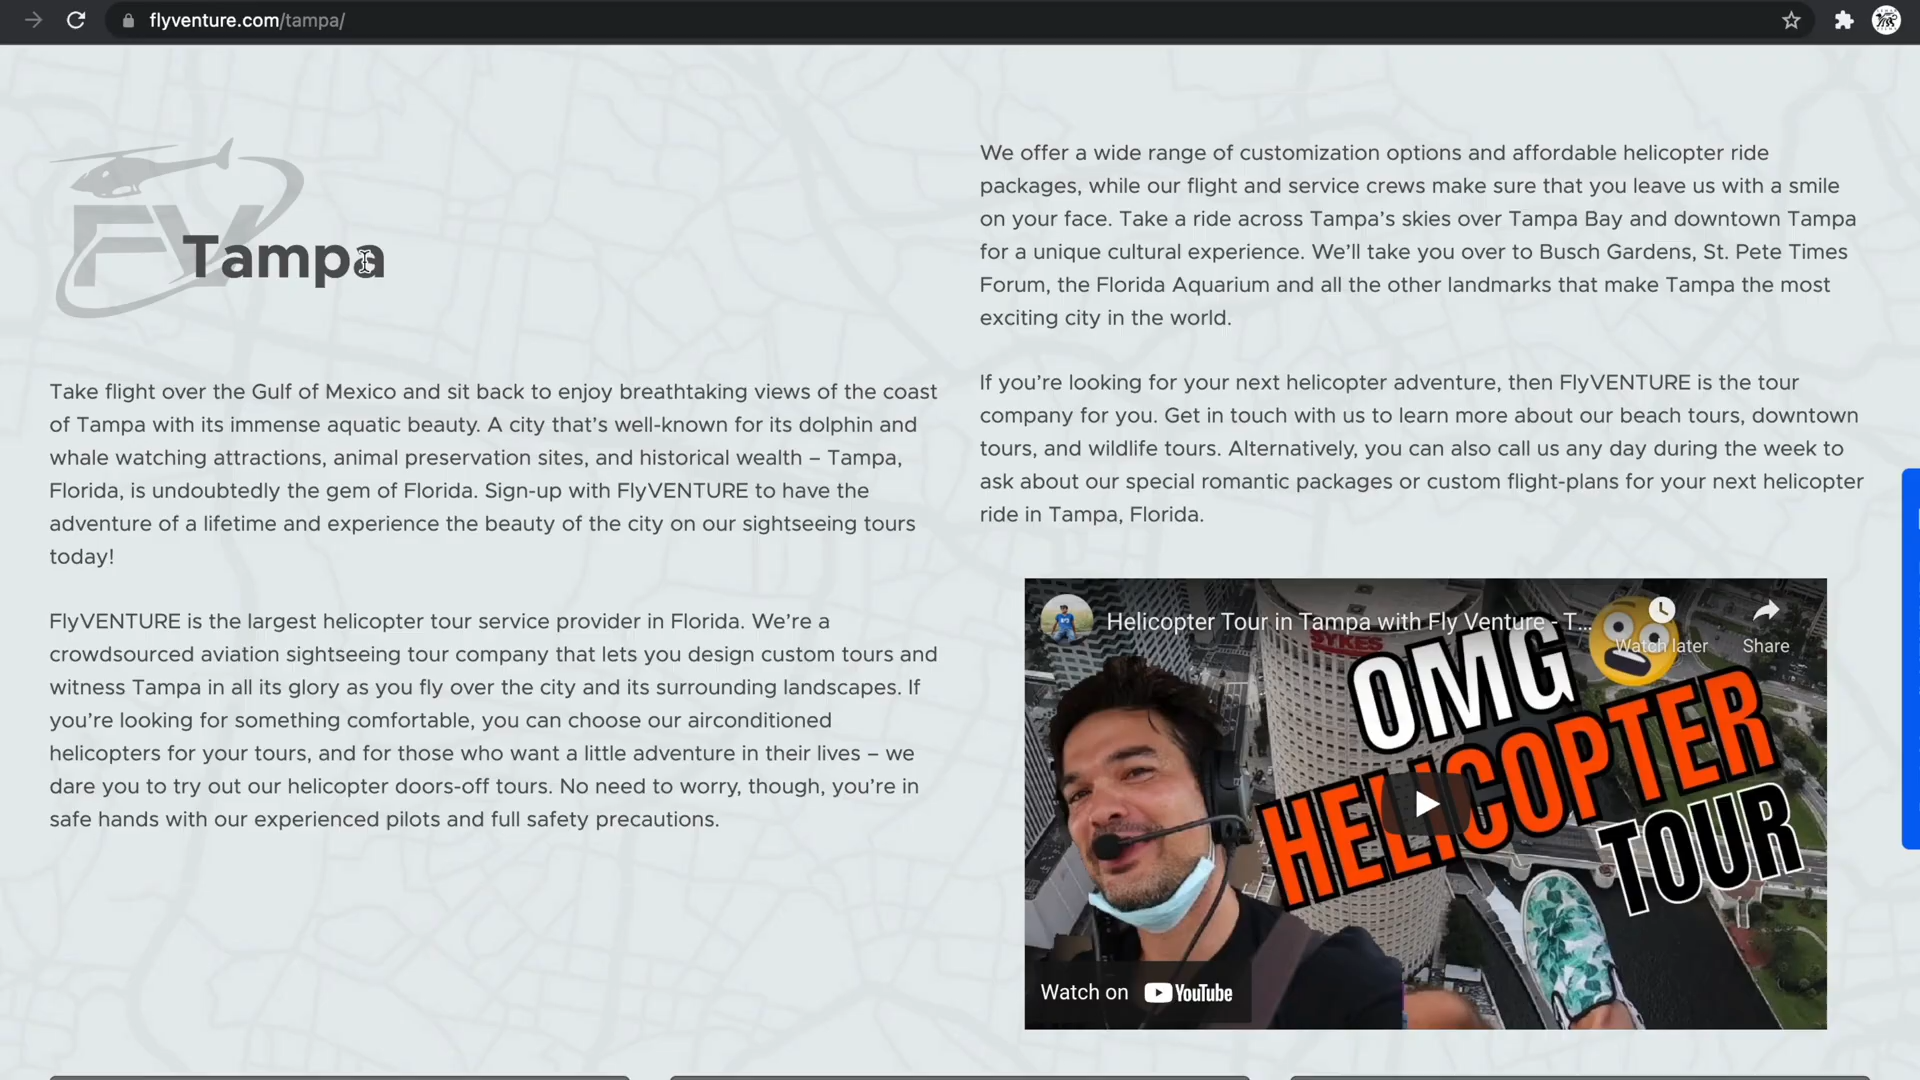 flyventure.com/tampa/
FV
Tampa
Take flight over the Gulf of Mexico and sit back to enjoy breathtaking views of the coast
of Tampa with its immense aquatic beauty. A city that’s well-known for its dolphin and
whale watching attractions, animal preservation sites, and historical wealth – Tampa,
Florida, is undoubtedly the gem of Florida. Sign-up with FlyVENTURE to have the
adventure of a lifetime and experience the beauty of the city on our sightseeing tours
today!
FlyVENTURE is the largest helicopter tour service provider in Florida. We’re a
crowdsourced aviation sightseeing tour company that lets you design custom tours and
witness Tampa in all its glory as you fly over the city and its surrounding landscapes. If
you’re looking for something comfortable, you can choose our airconditioned
helicopters for your tours, and for those who want a little adventure in their lives – we
dare you to try out our helicopter doors-off tours. No need to worry, though, you’re in
safe hands with our experienced pilots and full safety precautions.
We offer a wide range of customization options and affordable helicopter ride
packages, while our flight and service crews make sure that you leave us with a smile
on your face. Take a ride across Tampa’s skies over Tampa Bay and downtown Tampa
for a unique cultural experience. We’ll take you over to Busch Gardens, St. Pete Times
Forum, the Florida Aquarium and all the other landmarks that make Tampa the most
exciting city in the world.
If you’re looking for your next helicopter adventure, then FlyVENTURE is the tour
company for you. Get in touch with us to learn more about our beach tours, downtown
tours, and wildlife tours. Alternatively, you can also call us any day during the week to
ask about our special romantic packages or custom flight-plans for your next helicopter
ride in Tampa, Florida.
Helicopter Tour in Tampa with Fly Venture - T...
Watch later
Share
SYKES
OMG
HELICOPTER
TOUR
Watch on YouTube